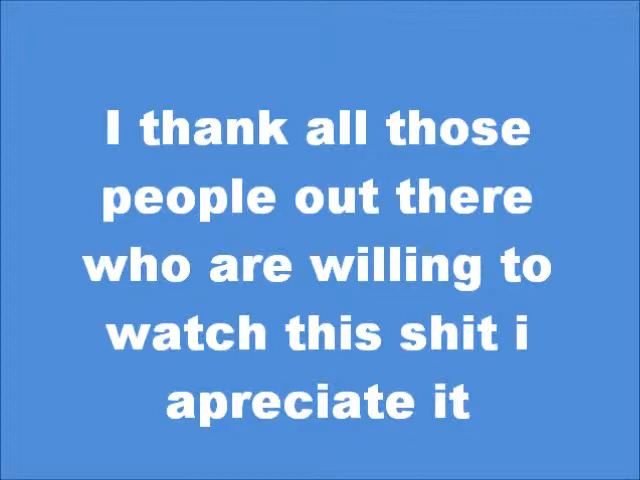 I thank all those
people out there
who are willing to
watch this shit i
apreciate it